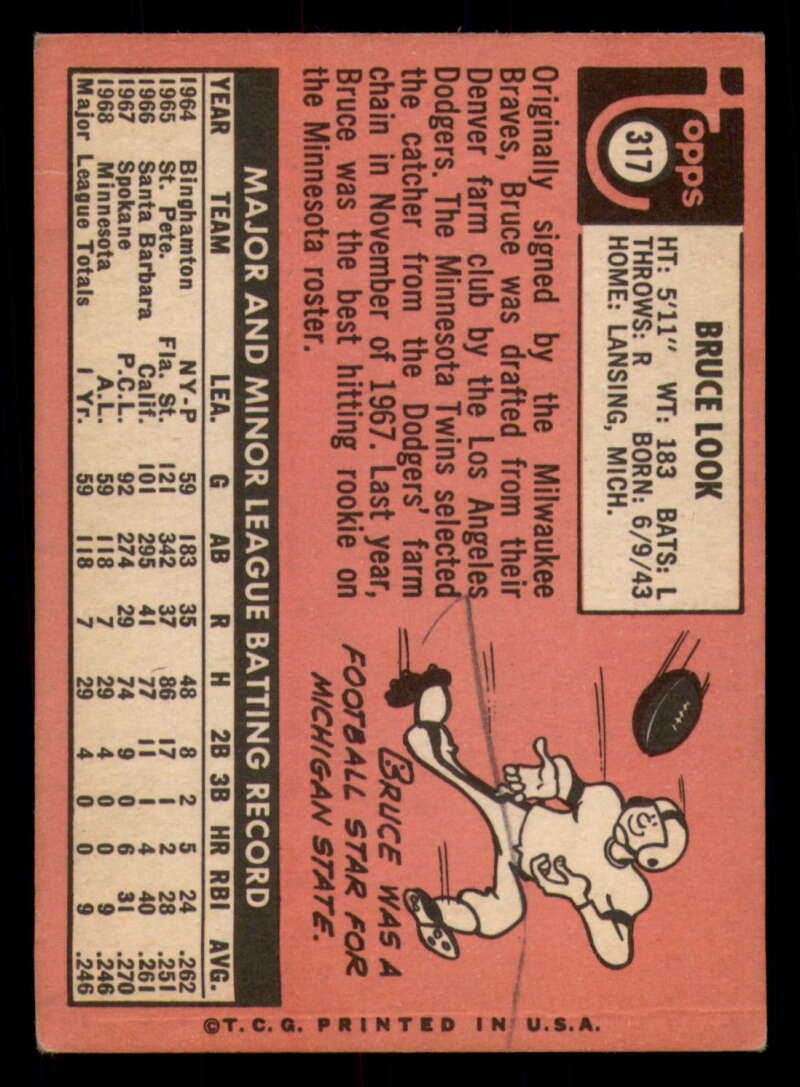 Topps
317
BRUCE LOOK
HT: 5'11" WT: 183 BATS: L
THROWS: R BORN: 6/9/43
HOME: LANSING, MICH.
Originally signed by the Milwaukee
Braves, Bruce was drafted from their
Denver farm club by the Los Angeles
Dodgers. The Minnesota Twins selected
the catcher from the Dodgers' farm
chain in November of 1967. Last year,
Bruce was the best hitting rookie on
the Minnesota roster.
BRUCE WAS A
FOOTBALL STAR FOR
MICHIGAN STATE.
MAJOR AND MINOR LEAGUE BATTING RECORD
YEAR TEAM LEA. G AB R H 2B 3B HR RBI AVG.
1964 Binghamton NY-P 59 183 35 48 8 2 5 24 .262
1965 St. Pete. Fla. St. 121 342 37 86 17 1 2 28 .251
1966 Santa Barbara Calif. 101 295 41 77 11 1 4 40 .261
1967 Spokane P.C.L. 92 274 29 74 9 0 6 31 .270
1968 Minnesota A.L. 59 118 7 29 4 0 0 9 .246
Major League Totals 1 Yr. 59 118 7 29 4 0 0 9 .246
©T.C.G. PRINTED IN U.S.A.